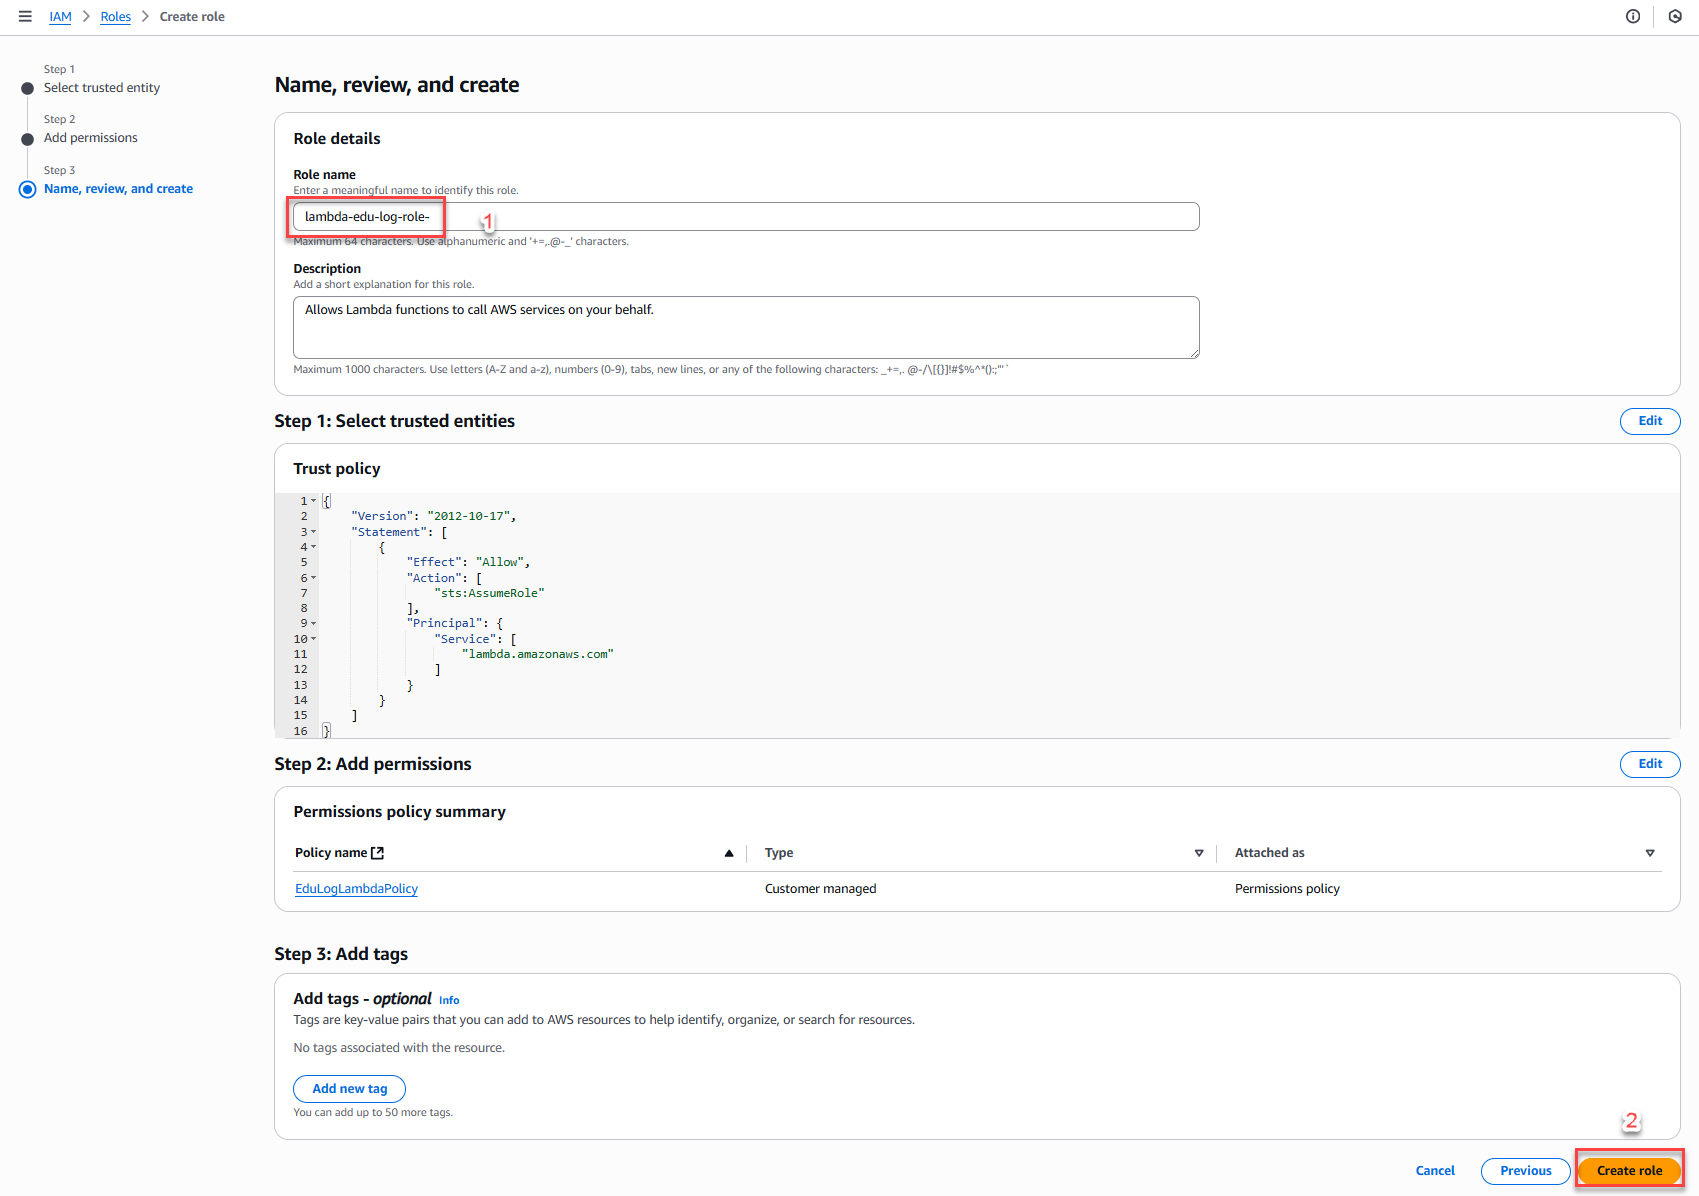 IAM > Roles > Create role
Step 1
Select trusted entity
Step 2
Add permissions
Step 3
Name, review, and create
Name, review, and create
Role details
Role name
Enter a meaningful name to identify this role.
lambda-edu-log-role-
1
Maximum 64 characters. Use alphanumeric and '+=,.@-_' characters.
Description
Add a short explanation for this role.
Allows Lambda functions to call AWS services on your behalf.
Maximum 1000 characters. Use letters (A-Z and a-z), numbers (0-9), tabs, new lines, or any of the following characters: _+=,. @-/\[{}]!#$%^*();:"'`
Step 1: Select trusted entities
Edit
Trust policy
1 {
2 "Version": "2012-10-17",
3 "Statement": [
4 {
5 "Effect": "Allow",
6 "Action": [
7 "sts:AssumeRole"
8 ],
9 "Principal": {
10 "Service": [
11 "lambda.amazonaws.com"
12 ]
13 }
14 }
15 ]
16 }
Step 2: Add permissions
Edit
Permissions policy summary
Policy name Type Attached as
EduLogLambdaPolicy Customer managed Permissions policy
Step 3: Add tags
Add tags - optional Info
Tags are key-value pairs that you can add to AWS resources to help identify, organize, or search for resources.
No tags associated with the resource.
Add new tag
You can add up to 50 more tags.
2
Cancel Previous Create role